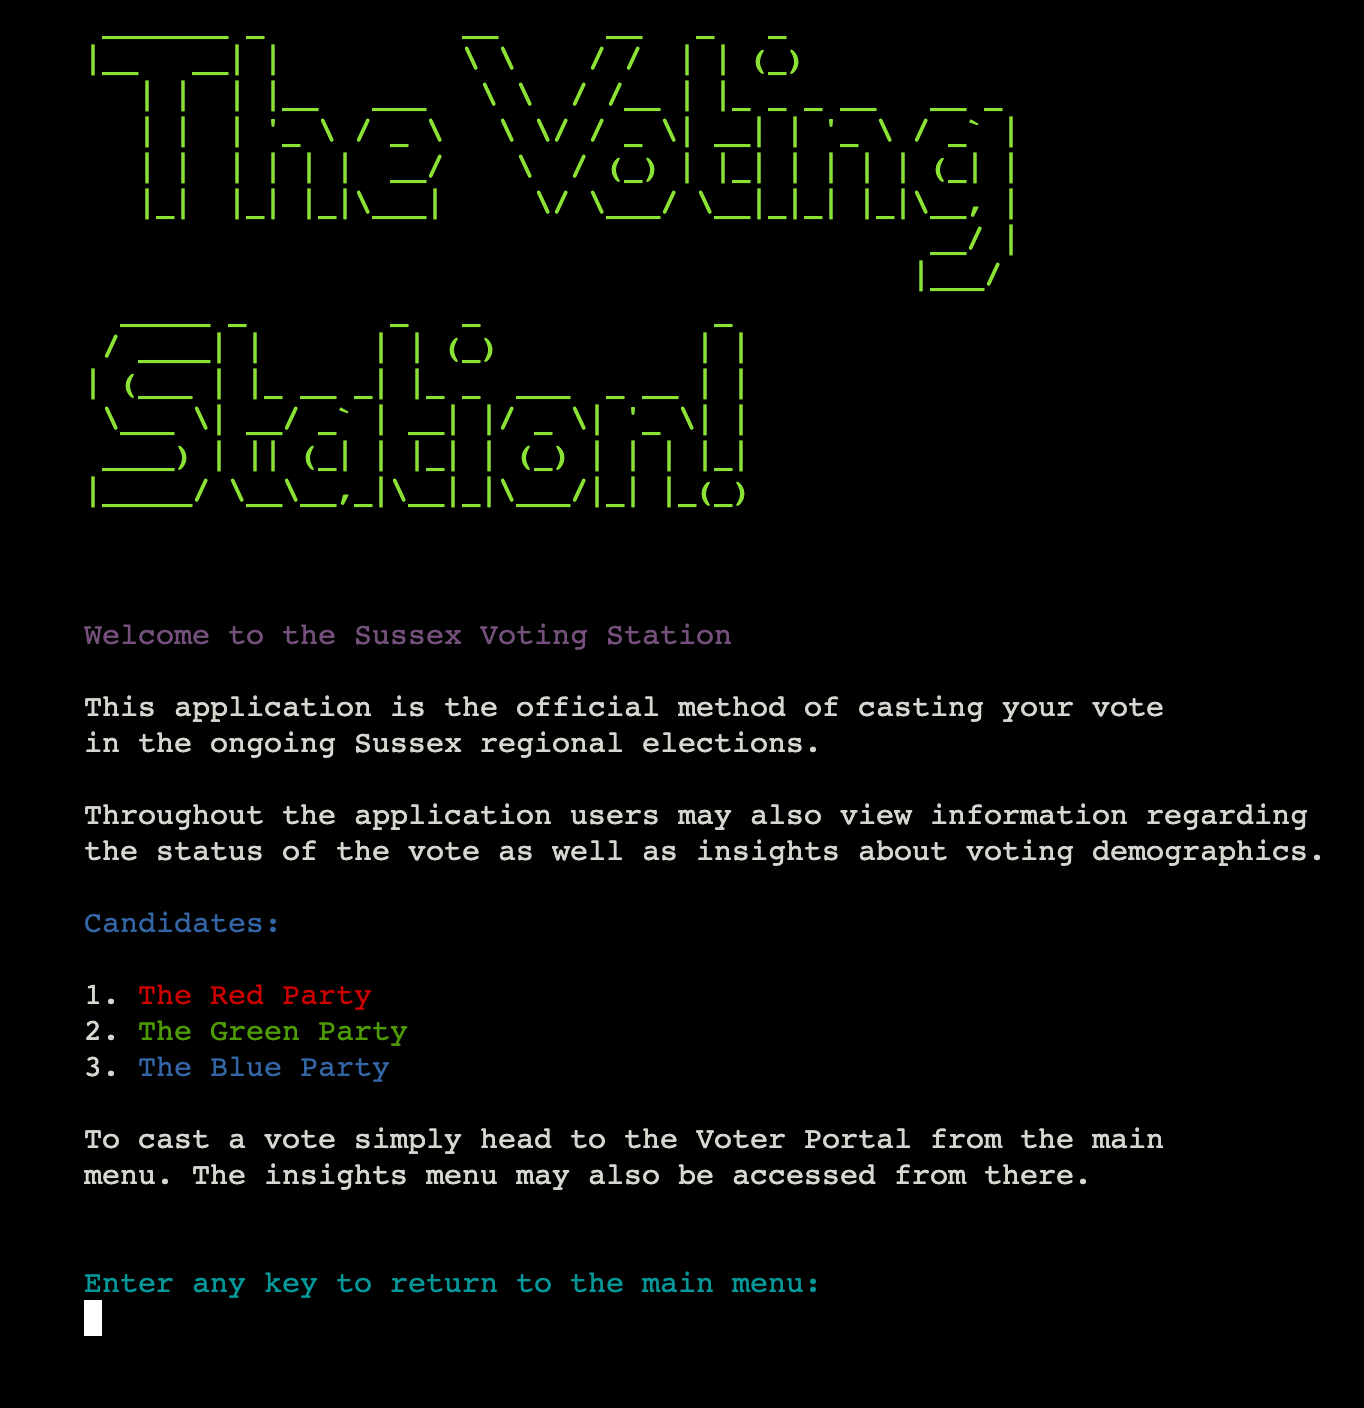 The Voting
Station!
Welcome to the Sussex Voting Station
This application is the official method of casting your vote
in the ongoing Sussex regional elections.
Throughout the application users may also view information regarding
the status of the vote as well as insights about voting demographics.
Candidates:
1. The Red Party
2. The Green Party
3. The Blue Party
To cast a vote simply head to the Voter Portal from the main
menu. The insights menu may also be accessed from there.
Enter any key to return to the main menu: